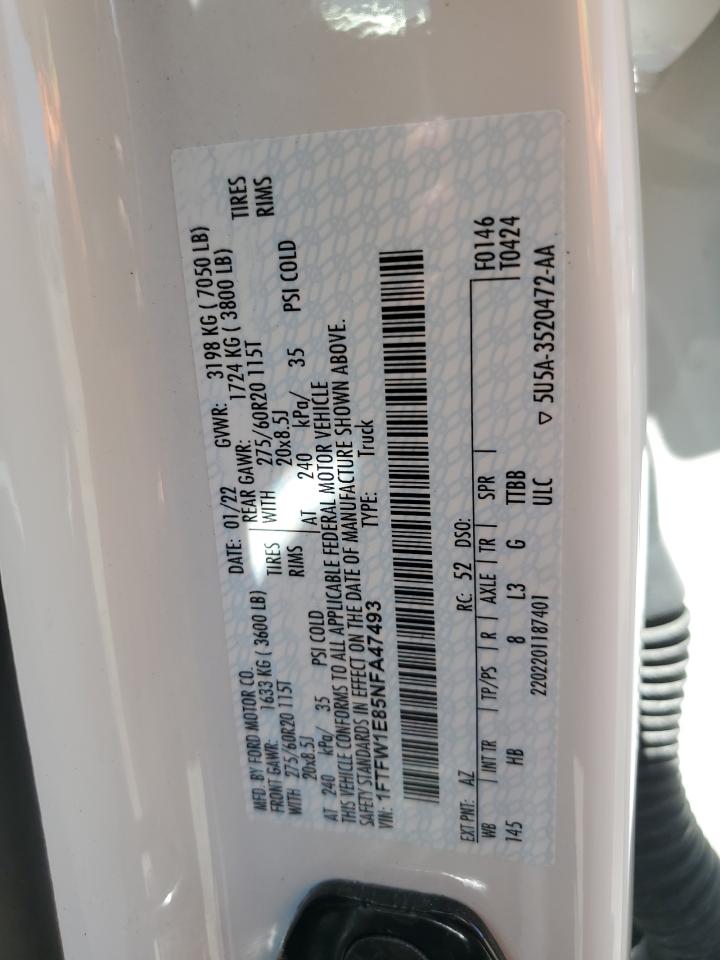 MFD. BY FORD MOTOR CO. DATE: 01/22 GVWR: 3198 KG ( 7050 LB)
FRONT GAWR: 1633 KG ( 3600 LB) REAR GAWR: 1724 KG ( 3800 LB)
WITH 275/60R20 115T TIRES WITH 275/60R20 115T TIRES
20x8.5J RIMS 20x8.5J RIMS
AT 240 kPa/ 35 PSI COLD AT 240 kPa/ 35 PSI COLD
THIS VEHICLE CONFORMS TO ALL APPLICABLE FEDERAL MOTOR VEHICLE
SAFETY STANDARDS IN EFFECT ON THE DATE OF MANUFACTURE SHOWN ABOVE.
VIN: 1FTFW1E85NFA47493 TYPE: Truck
EXT PNT: AZ RC: 52 DSO: F0146
WB INT TR TP/PS R AXLE TR SPR T0424
145 HB 8 L3 G TTBB
2202201187401 ULC ▽ 5U5A-3520472-AA